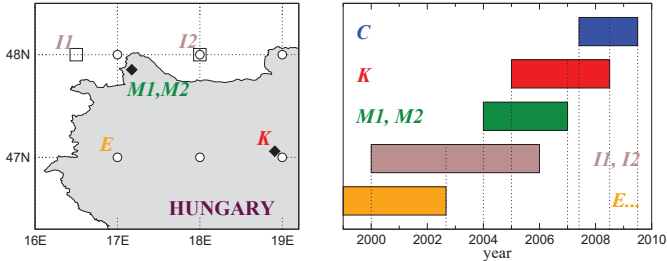 I1
I2
48N
M1,M2
E
K
47N
HUNGARY
16E
17E
18E
19E
C
K
M1, M2
I1, I2
E...
2000
2002
2004
2006
2008
2010
year